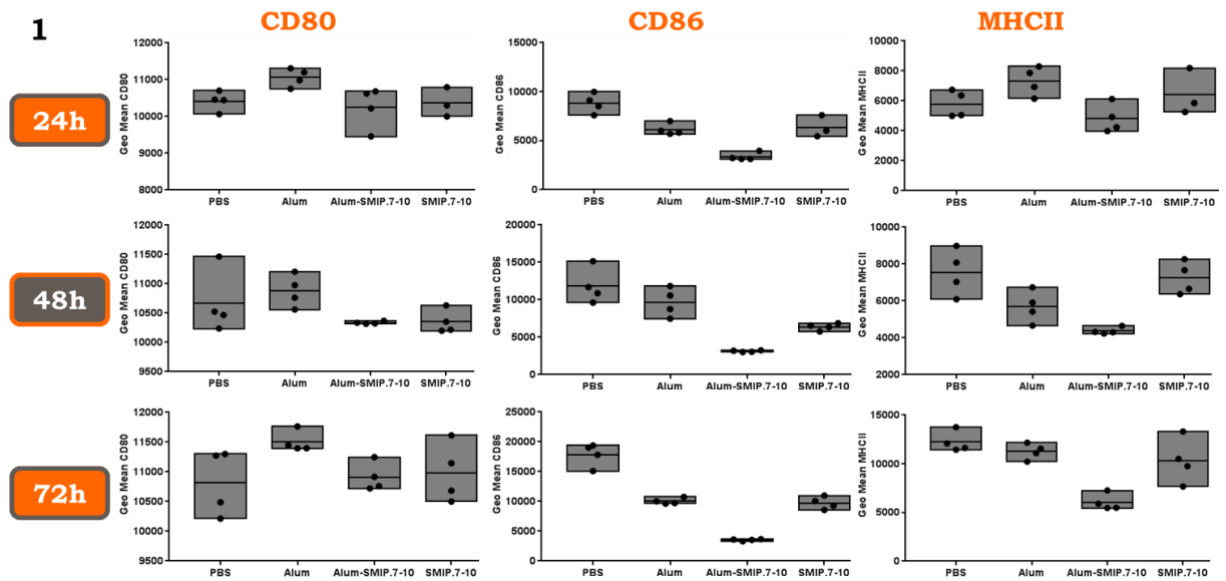 1
CD80
CD86
MHCII
24h
Geo Mean CD80
12000
11000
10000
9000
8000
PBS
Alum
Alum-SMIP.7-10
SMIP.7-10
Geo Mean CD86
15000
10000
5000
0
PBS
Alum
Alum-SMIP.7-10
SMIP.7-10
Geo Mean MHCII
10000
8000
6000
4000
2000
0
PBS
Alum
Alum-SMIP.7-10
SMIP.7-10
48h
Geo Mean CD80
12000
11500
11000
10500
10000
9500
PBS
Alum
Alum-SMIP.7-10
SMIP.7-10
Geo Mean CD86
20000
15000
10000
5000
0
PBS
Alum
Alum-SMIP.7-10
SMIP.7-10
Geo Mean MHCII
10000
8000
6000
4000
2000
PBS
Alum
Alum-SMIP.7-10
SMIP.7-10
72h
Geo Mean CD80
12000
11500
11000
10500
10000
9500
PBS
Alum
Alum-SMIP.7-10
SMIP.7-10
Geo Mean CD86
25000
20000
15000
10000
5000
0
PBS
Alum
Alum-SMIP.7-10
SMIP.7-10
Geo Mean MHCII
15000
10000
5000
0
PBS
Alum
Alum-SMIP.7-10
SMIP.7-10